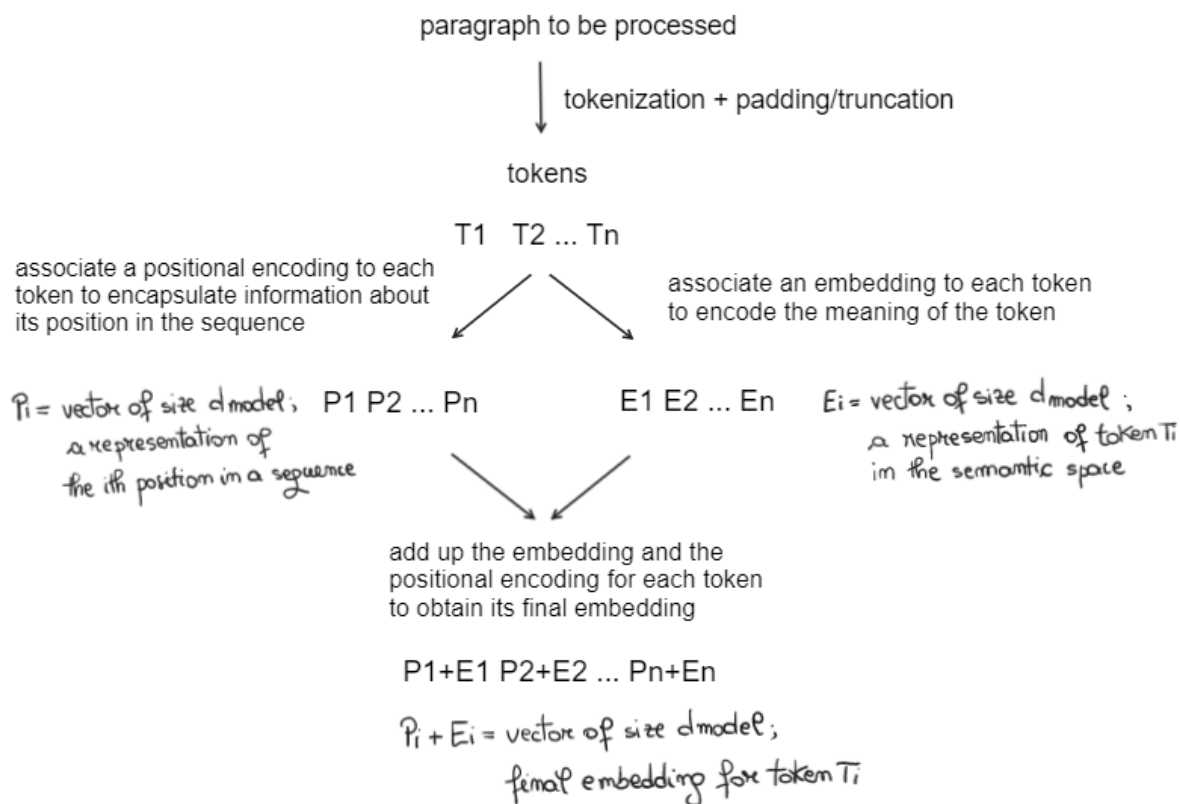 paragraph to be processed
tokenization + padding/truncation
tokens
T1 T2 ... Tn
associate a positional encoding to each
token to encapsulate information about
its position in the sequence
associate an embedding to each token
to encode the meaning of the token
Pi = vector of size dmodel;
a representation of
the ith position in a sequence
P1 P2 ... Pn
E1 E2 ... En
Ei = vector of size dmodel;
a representation of token Ti
in the semantic space
add up the embedding and the
positional encoding for each token
to obtain its final embedding
P1+E1 P2+E2 ... Pn+En
Pi + Ei = vector of size dmodel;
final embedding for token Ti